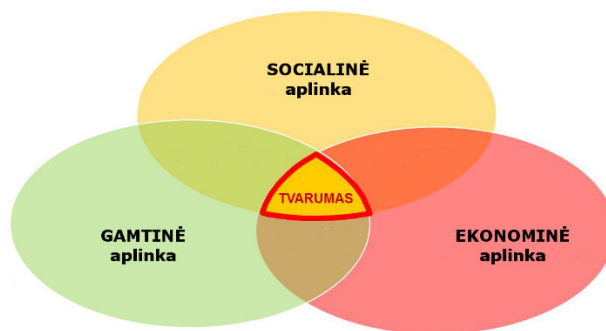 SOCIALINĖ
aplinka
TVARUMAS
GAMTINĖ
aplinka
EKONOMINĖ
aplinka